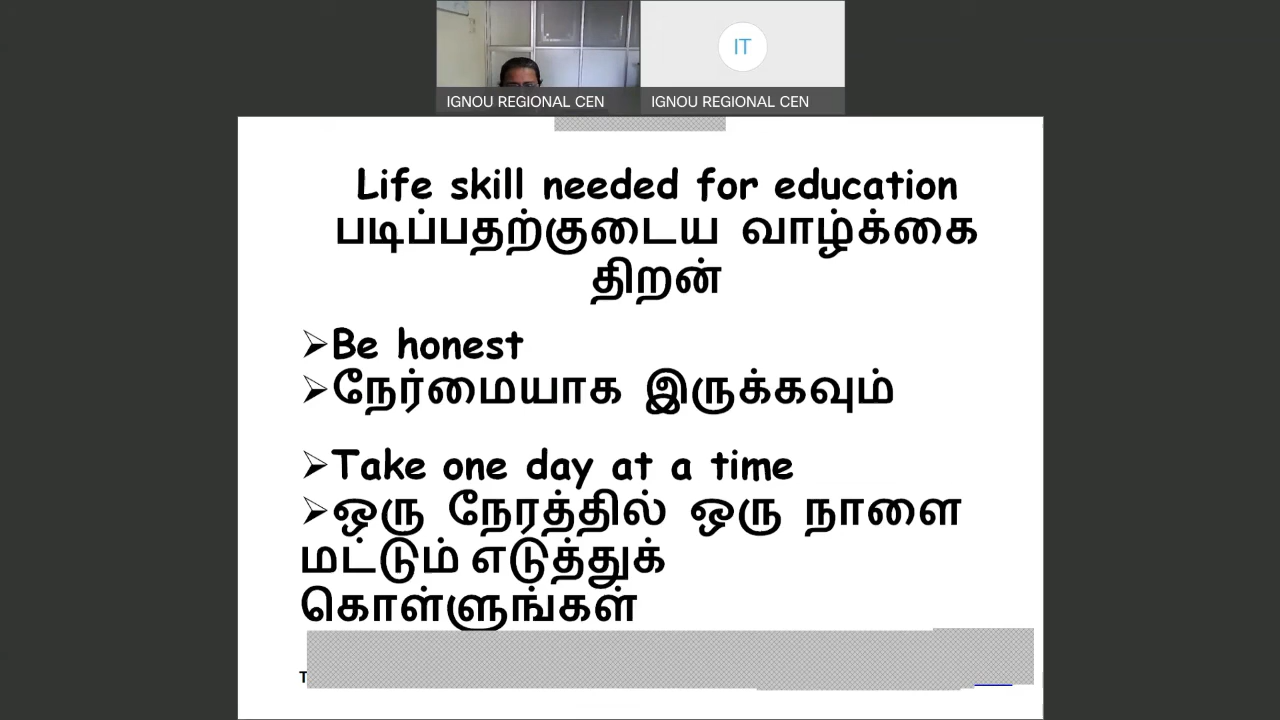 IT
IGNOU REGIONAL CEN
IGNOU REGIONAL CEN
Life skill needed for education
படிப்பதற்குடைய வாழ்க்கை
திறன்
➢Be honest
➢நேர்மையாக இருக்கவும்
➢Take one day at a time
➢ஒரு நேரத்தில் ஒரு நாளை
மட்டும் எடுத்துக்
கொள்ளுங்கள்